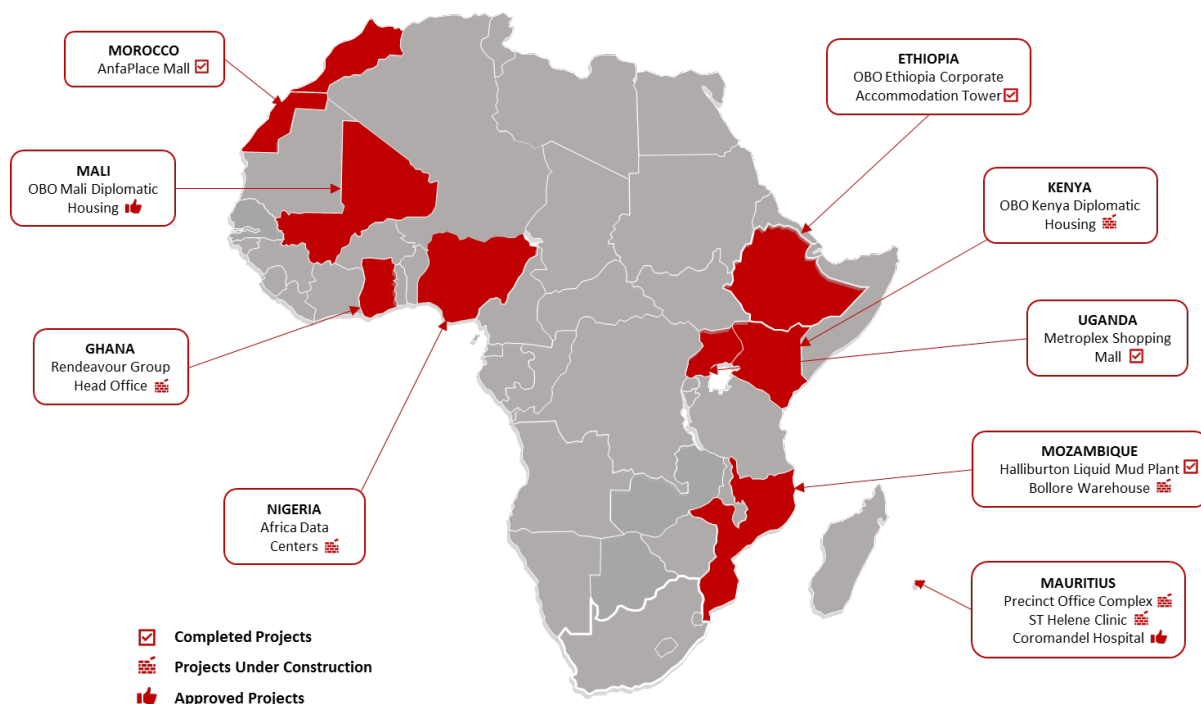 MOROCCO
AnfaPlace Mall
ETHIOPIA
OBO Ethiopia Corporate
Accommodation Tower
MALI
OBO Mali Diplomatic
Housing
KENYA
OBO Kenya Diplomatic
Housing
GHANA
Rendeavour Group
Head Office
UGANDA
Metroplex Shopping
Mall
NIGERIA
Africa Data
Centers
MOZAMBIQUE
Halliburton Liquid Mud Plant
Bollore Warehouse
MAURITIUS
Precinct Office Complex
ST Helene Clinic
Coromandel Hospital
Completed Projects
Projects Under Construction
Approved Projects